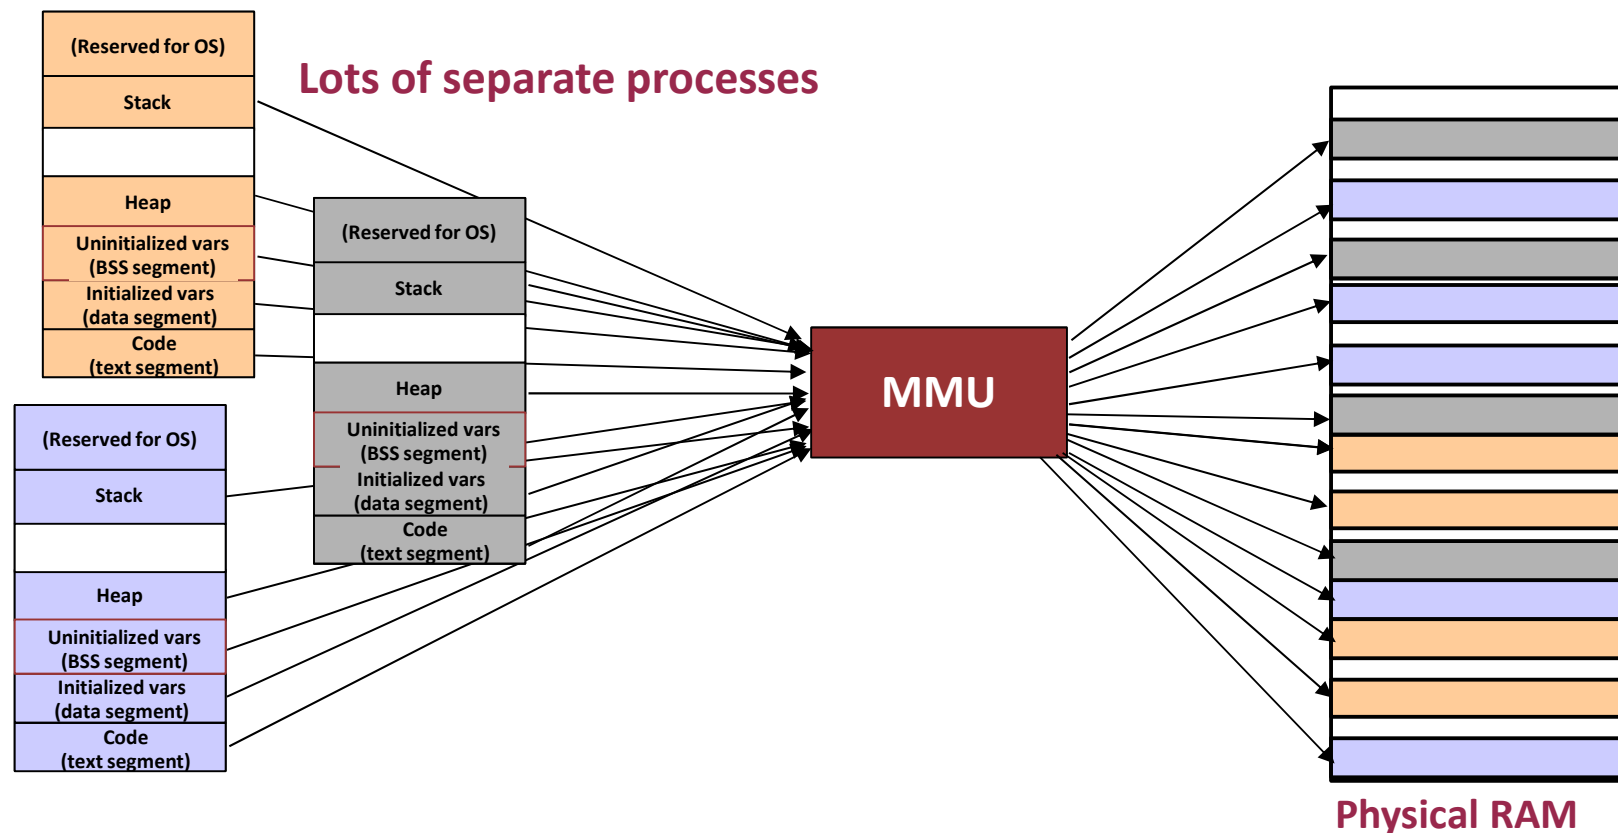 Lots of separate processes
(Reserved for OS)
Stack
Heap
Uninitialized vars
(BSS segment)
Initialized vars
(data segment)
Code
(text segment)
(Reserved for OS)
Stack
Heap
Uninitialized vars
(BSS segment)
Initialized vars
(data segment)
Code
(text segment)
(Reserved for OS)
Stack
Heap
Uninitialized vars
(BSS segment)
Initialized vars
(data segment)
Code
(text segment)
MMU
Physical RAM